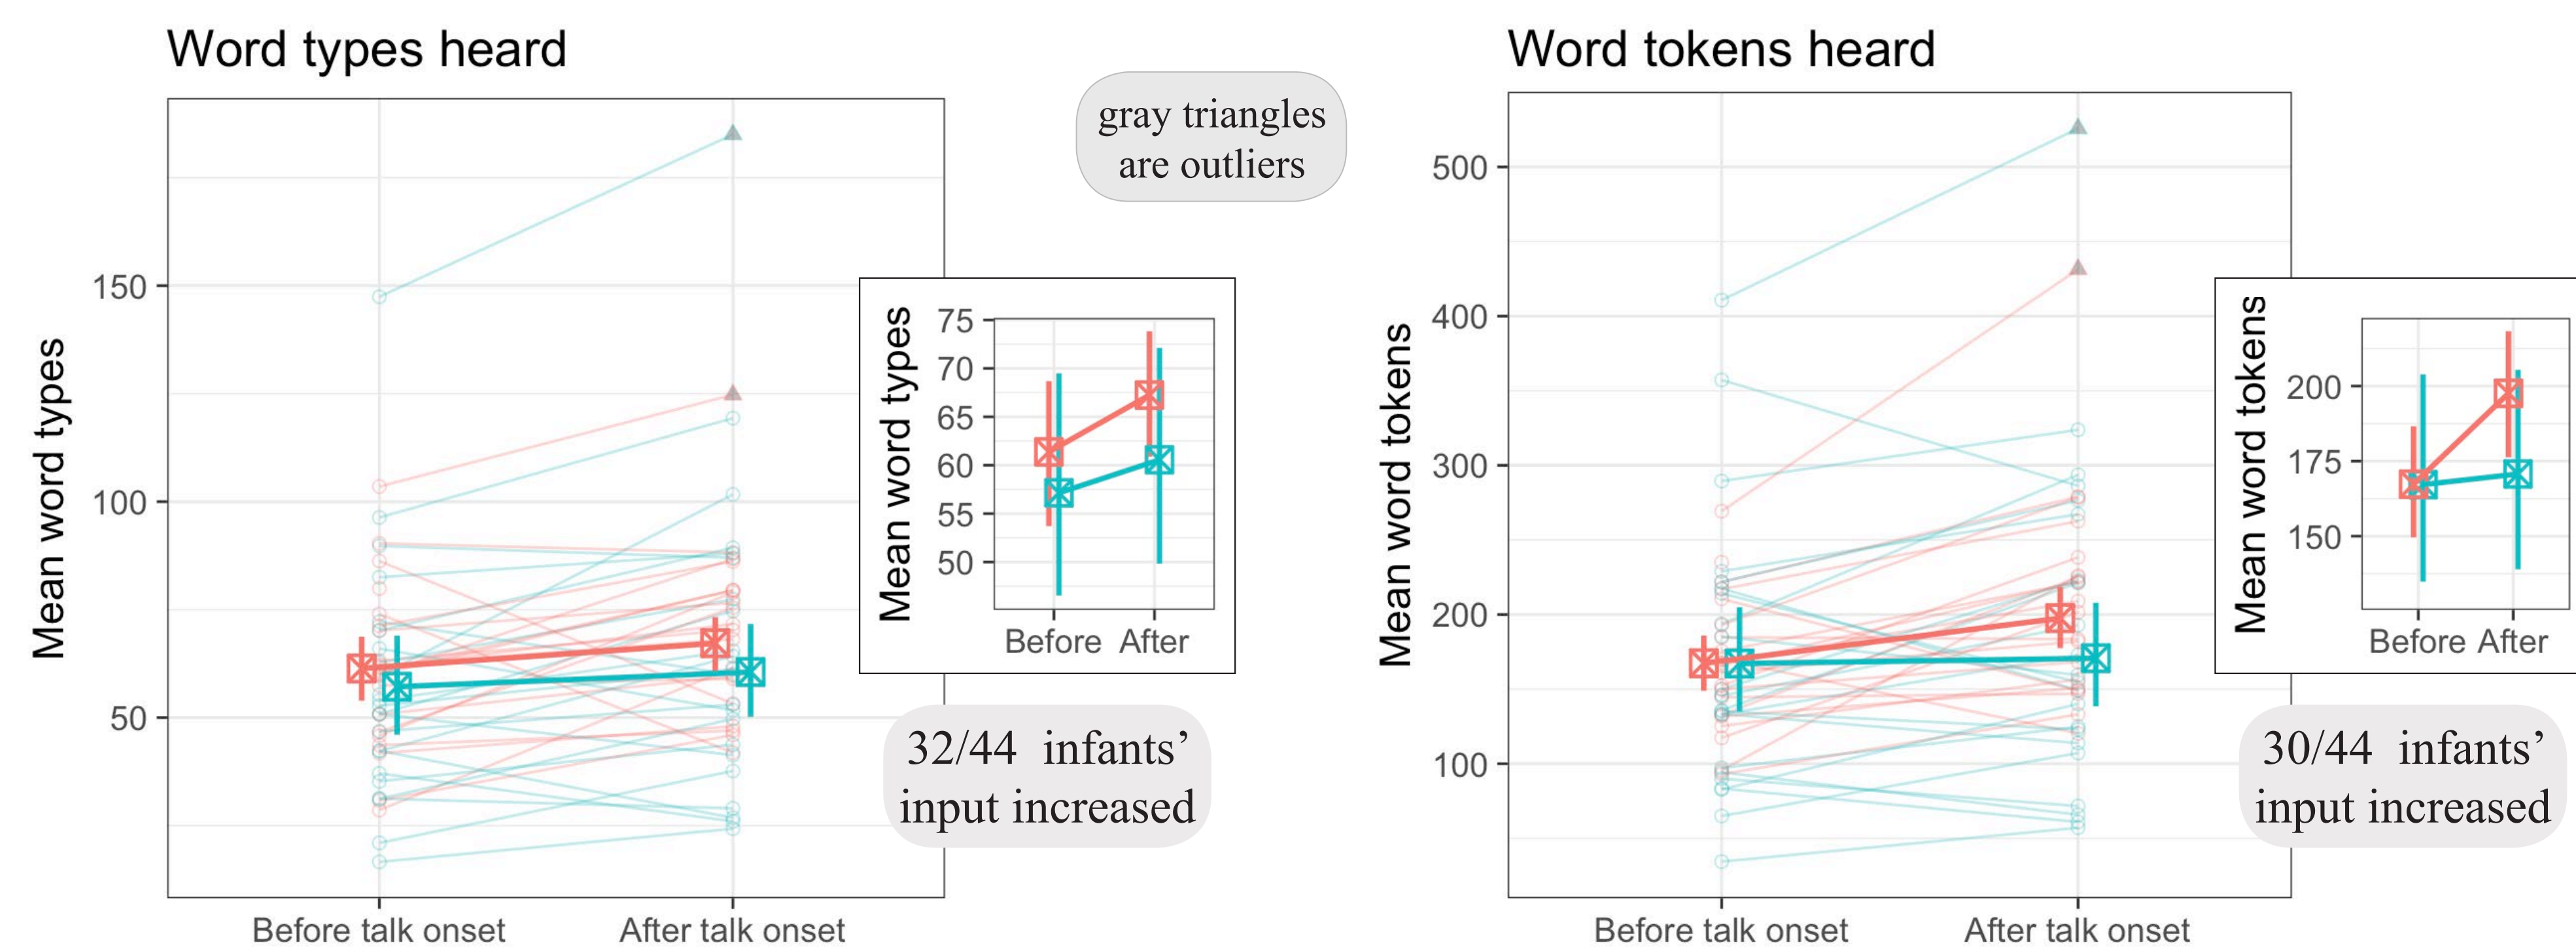 Word types heard
Mean word types
150
100
50
Before talk onset
After talk onset
gray triangles
are outliers
Mean word types
75
70
65
60
55
50
Before
After
32/44 infants’
input increased
Word tokens heard
Mean word tokens
500
400
300
200
100
Before talk onset
After talk onset
Mean word tokens
200
175
150
Before
After
30/44 infants’
input increased